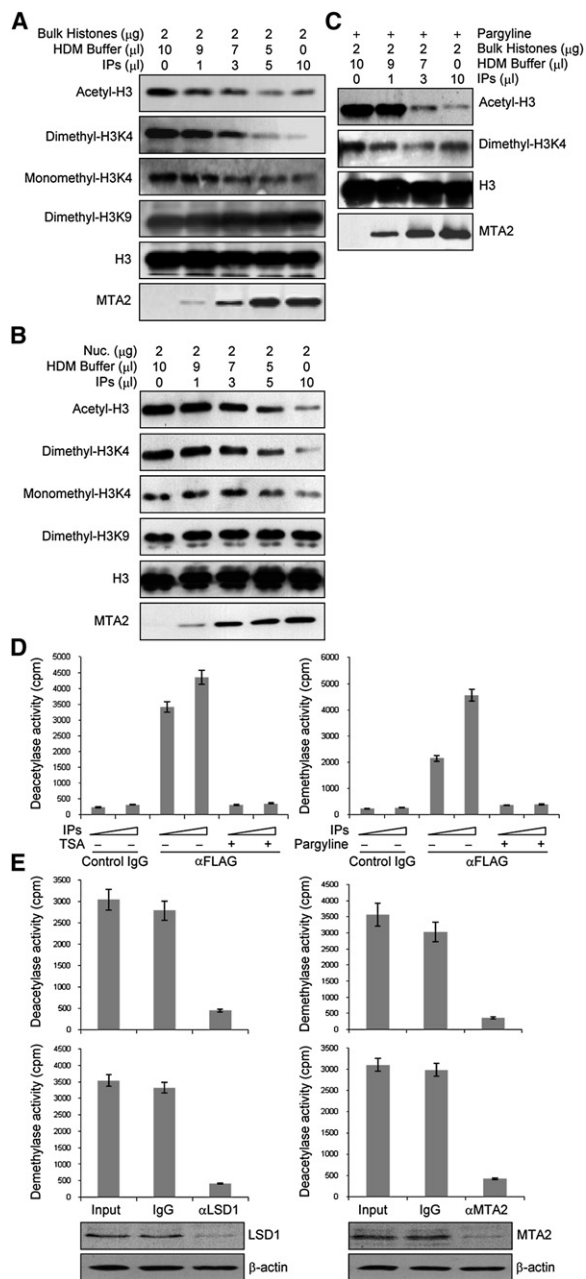 A
Bulk Histones (μg) 2 2 2 2 2
HDM Buffer (μl) 10 9 7 5 0
IPs (μl) 0 1 3 5 10
Acetyl-H3
Dimethyl-H3K4
Monomethyl-H3K4
Dimethyl-H3K9
H3
MTA2
C
Pargyline + + + +
Bulk Histones (μg) 2 2 2 2
HDM Buffer (μl) 10 9 7 0
IPs (μl) 0 1 3 10
Acetyl-H3
Dimethyl-H3K4
H3
MTA2
B
Nuc. (μg) 2 2 2 2 2
HDM Buffer (μl) 10 9 7 5 0
IPs (μl) 0 1 3 5 10
Acetyl-H3
Dimethyl-H3K4
Monomethyl-H3K4
Dimethyl-H3K9
H3
MTA2
D
Deacetylase activity (cpm)
5000
4500
4000
3500
3000
2500
2000
1500
1000
500
0
IPs
TSA – – – – + +
Control IgG αFLAG
Demethylase activity (cpm)
6000
5000
4000
3000
2000
1000
0
IPs
Pargyline – – – – + +
Control IgG αFLAG
E
Deacetylase activity (cpm)
3500
3000
2500
2000
1500
1000
500
0
Demethylase activity (cpm)
4500
4000
3500
3000
2500
2000
1500
1000
500
0
Demethylase activity (cpm)
4500
4000
3500
3000
2500
2000
1500
1000
500
0
Input IgG αLSD1
LSD1
β-actin
Deacetylase activity (cpm)
3500
3000
2500
2000
1500
1000
500
0
Input IgG αMTA2
MTA2
β-actin